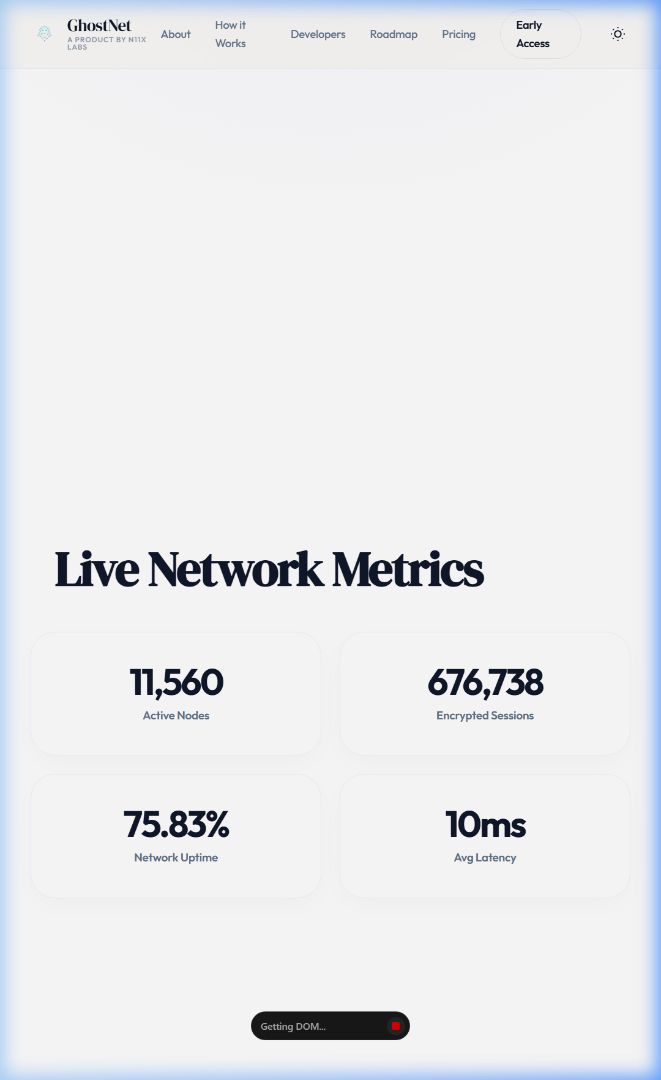 GhostNet
A PRODUCT BY N11X
LABS
About
How it
Works
Developers
Roadmap
Pricing
Early
Access
Live Network Metrics
11,560
Active Nodes
676,738
Encrypted Sessions
75.83%
Network Uptime
10ms
Avg Latency
Getting DOM...